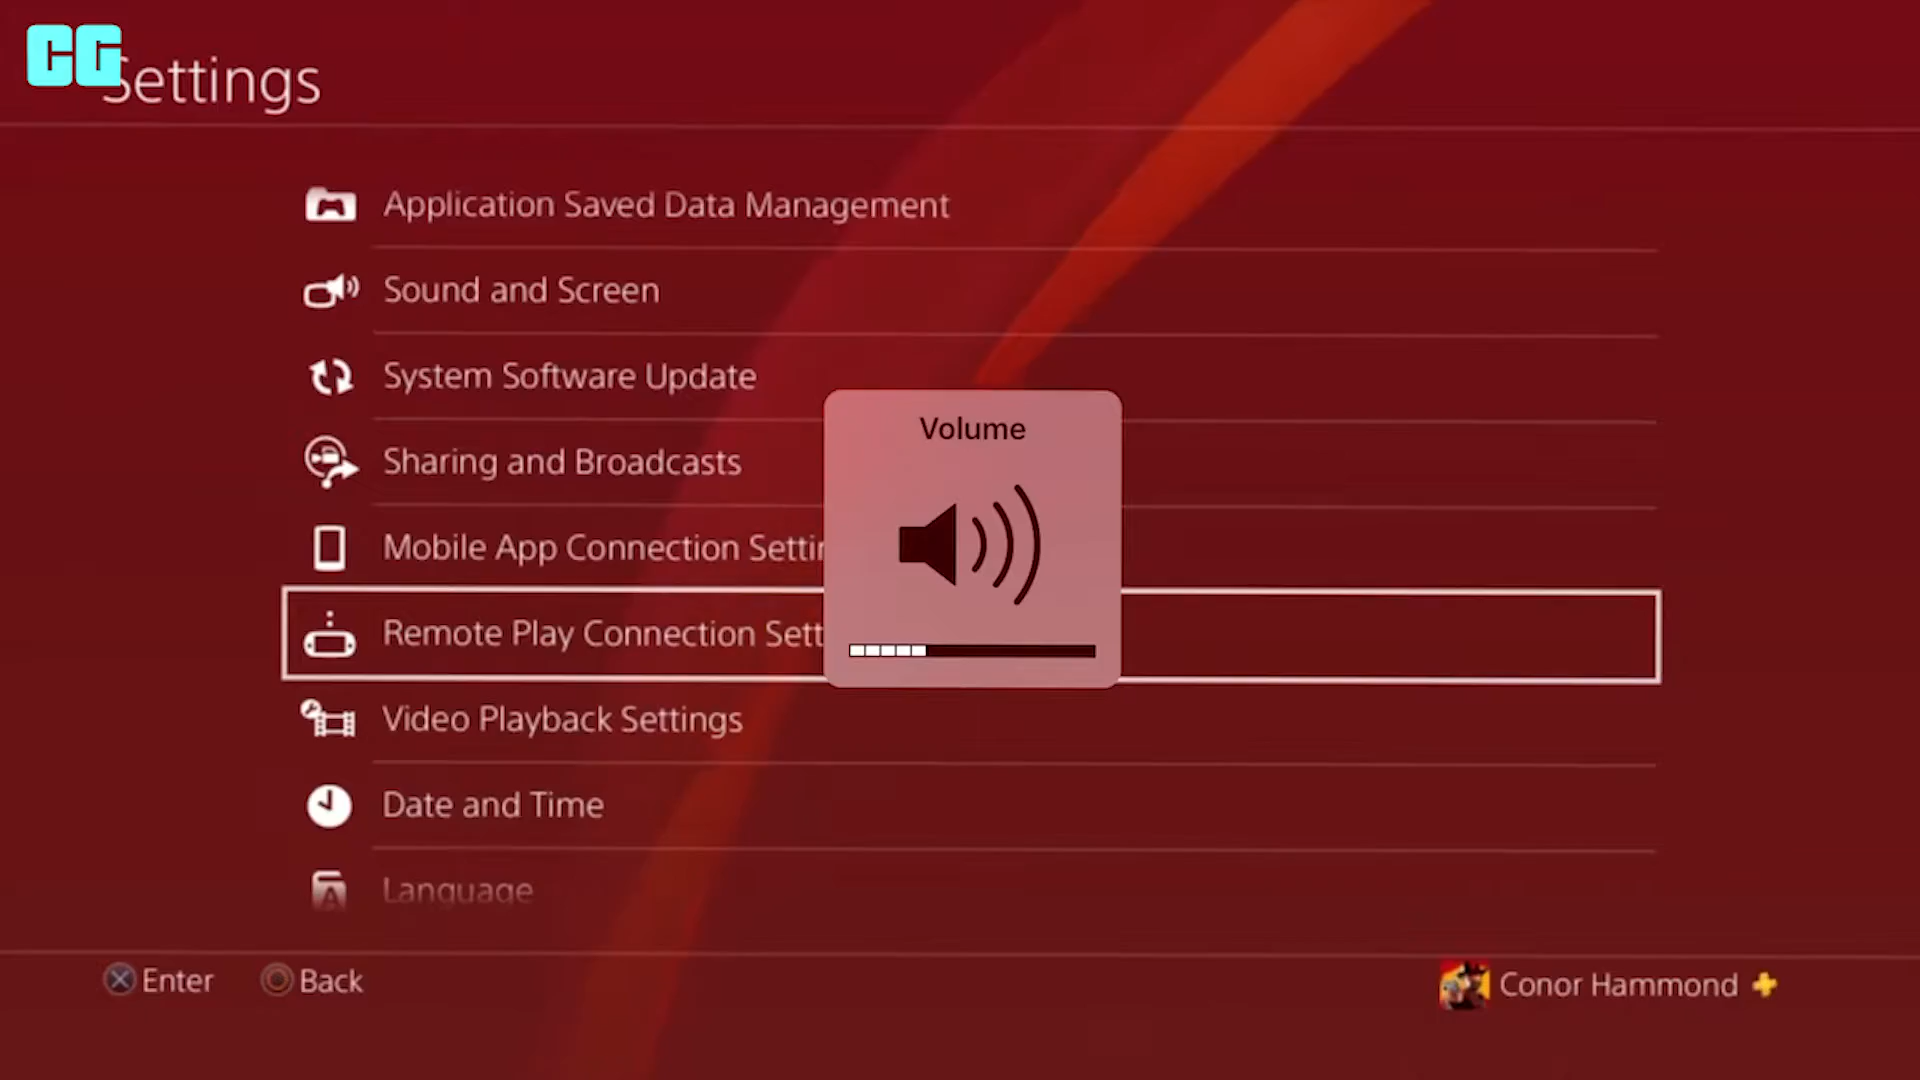 CG
Settings
Application Saved Data Management
Sound and Screen
System Software Update
Sharing and Broadcasts
Mobile App Connection Settin
Remote Play Connection Sett
Volume
Video Playback Settings
Date and Time
Language
Enter
Back
Conor Hammond